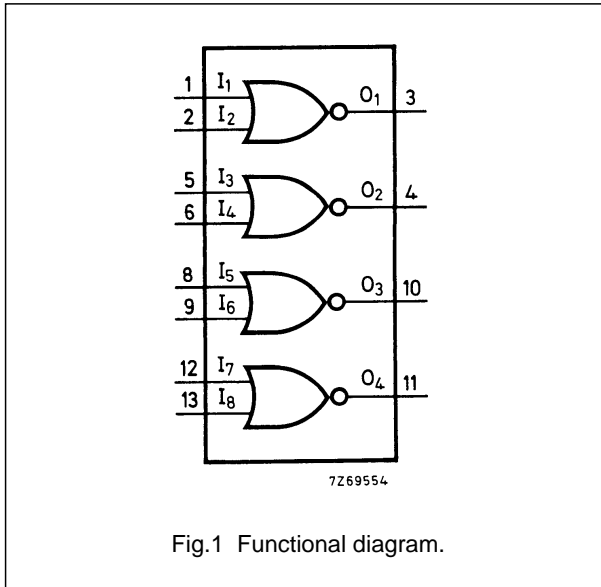 1 I1 O1 3
2 I2
5 I3 O2 4
6 I4
8 I5 O3 10
9 I6
12 I7 O4 11
13 I8
7Z69554
Fig.1 Functional diagram.